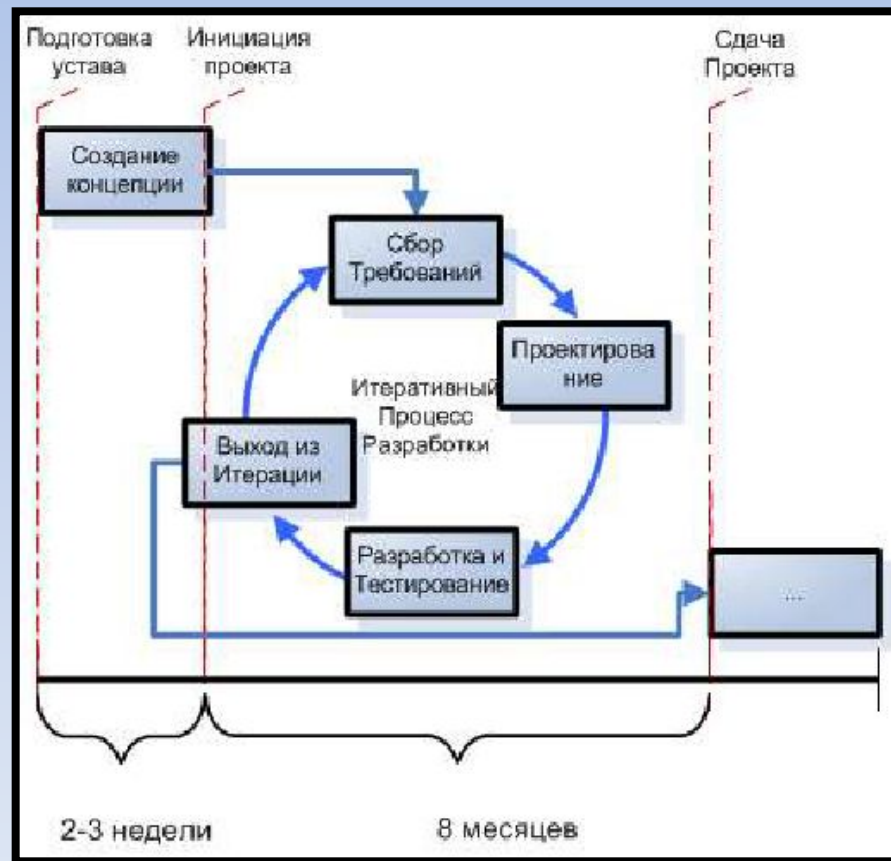 Подготовка
устава
Инициация
проекта
Сдача
Проекта
Создание
концепции
Сбор
Требований
Проектирова
ние
Итеративный
Процесс
Разработки
Выход из
Итерации
Разработка и
Тестирование
...
2-3 недели
8 месяцев